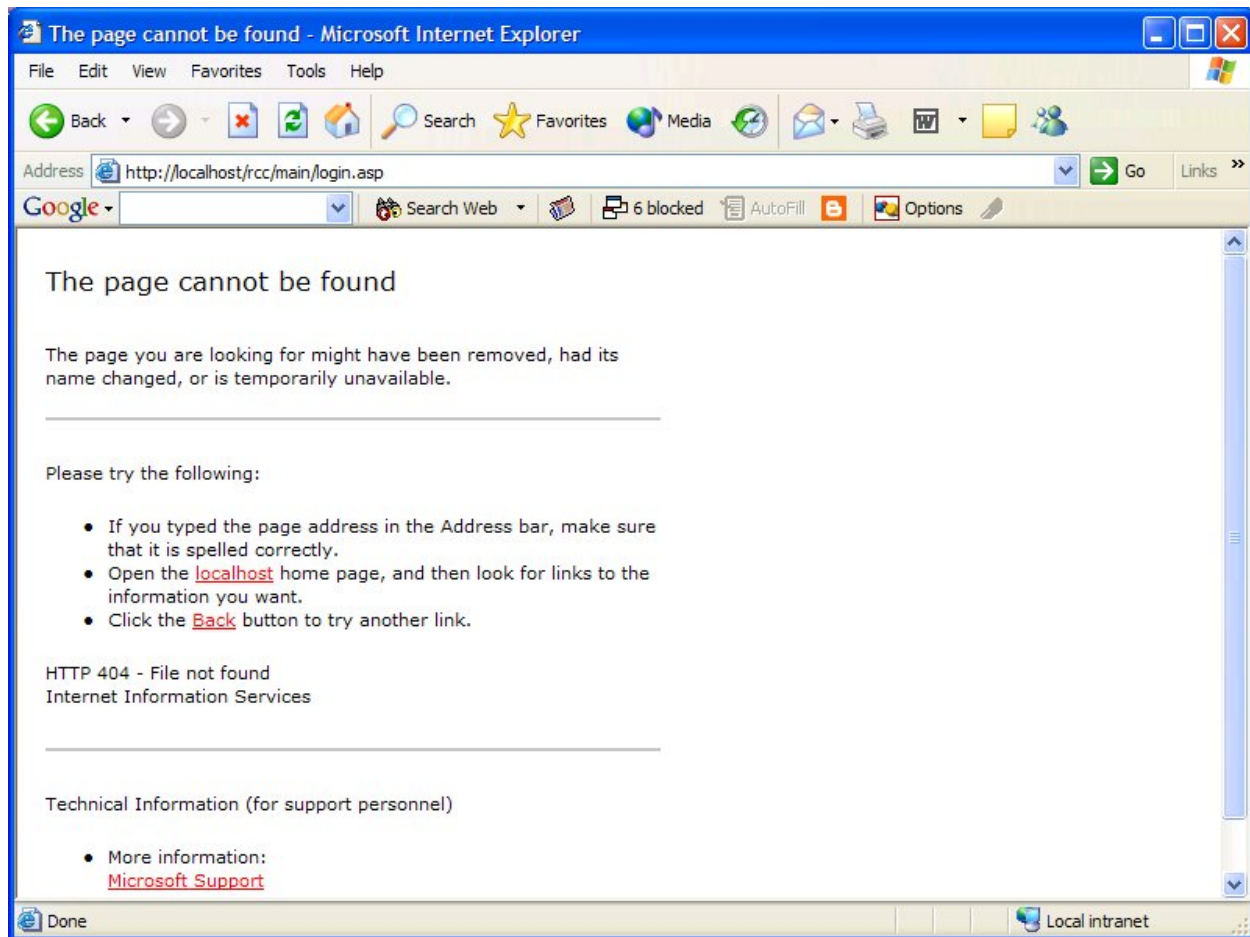 The page cannot be found - Microsoft Internet Explorer
File Edit View Favorites Tools Help
Back Search Favorites Media
Address http://localhost/rcc/main/login.asp Go Links »
Google Search Web 6 blocked AutoFill Options
The page cannot be found
The page you are looking for might have been removed, had its
name changed, or is temporarily unavailable.
Please try the following:
• If you typed the page address in the Address bar, make sure
that it is spelled correctly.
• Open the localhost home page, and then look for links to the
information you want.
• Click the Back button to try another link.
HTTP 404 - File not found
Internet Information Services
Technical Information (for support personnel)
• More information:
Microsoft Support
Done Local intranet